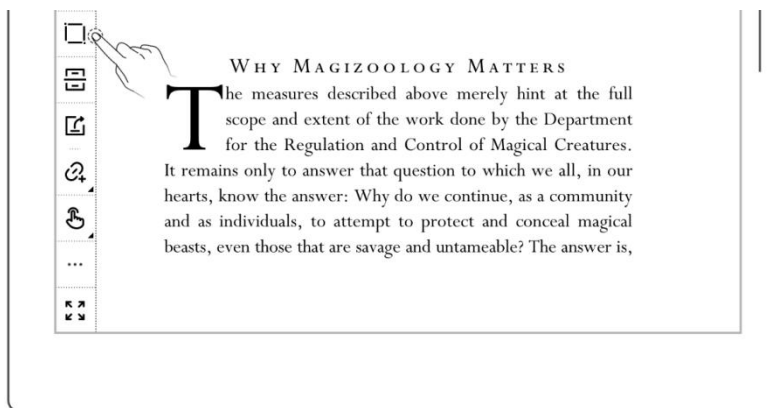 WHY MAGIZOOLOGY MATTERS
The measures described above merely hint at the full
scope and extent of the work done by the Department
for the Regulation and Control of Magical Creatures.
It remains only to answer that question to which we all, in our
hearts, know the answer: Why do we continue, as a community
and as individuals, to attempt to protect and conceal magical
beasts, even those that are savage and untameable? The answer is,